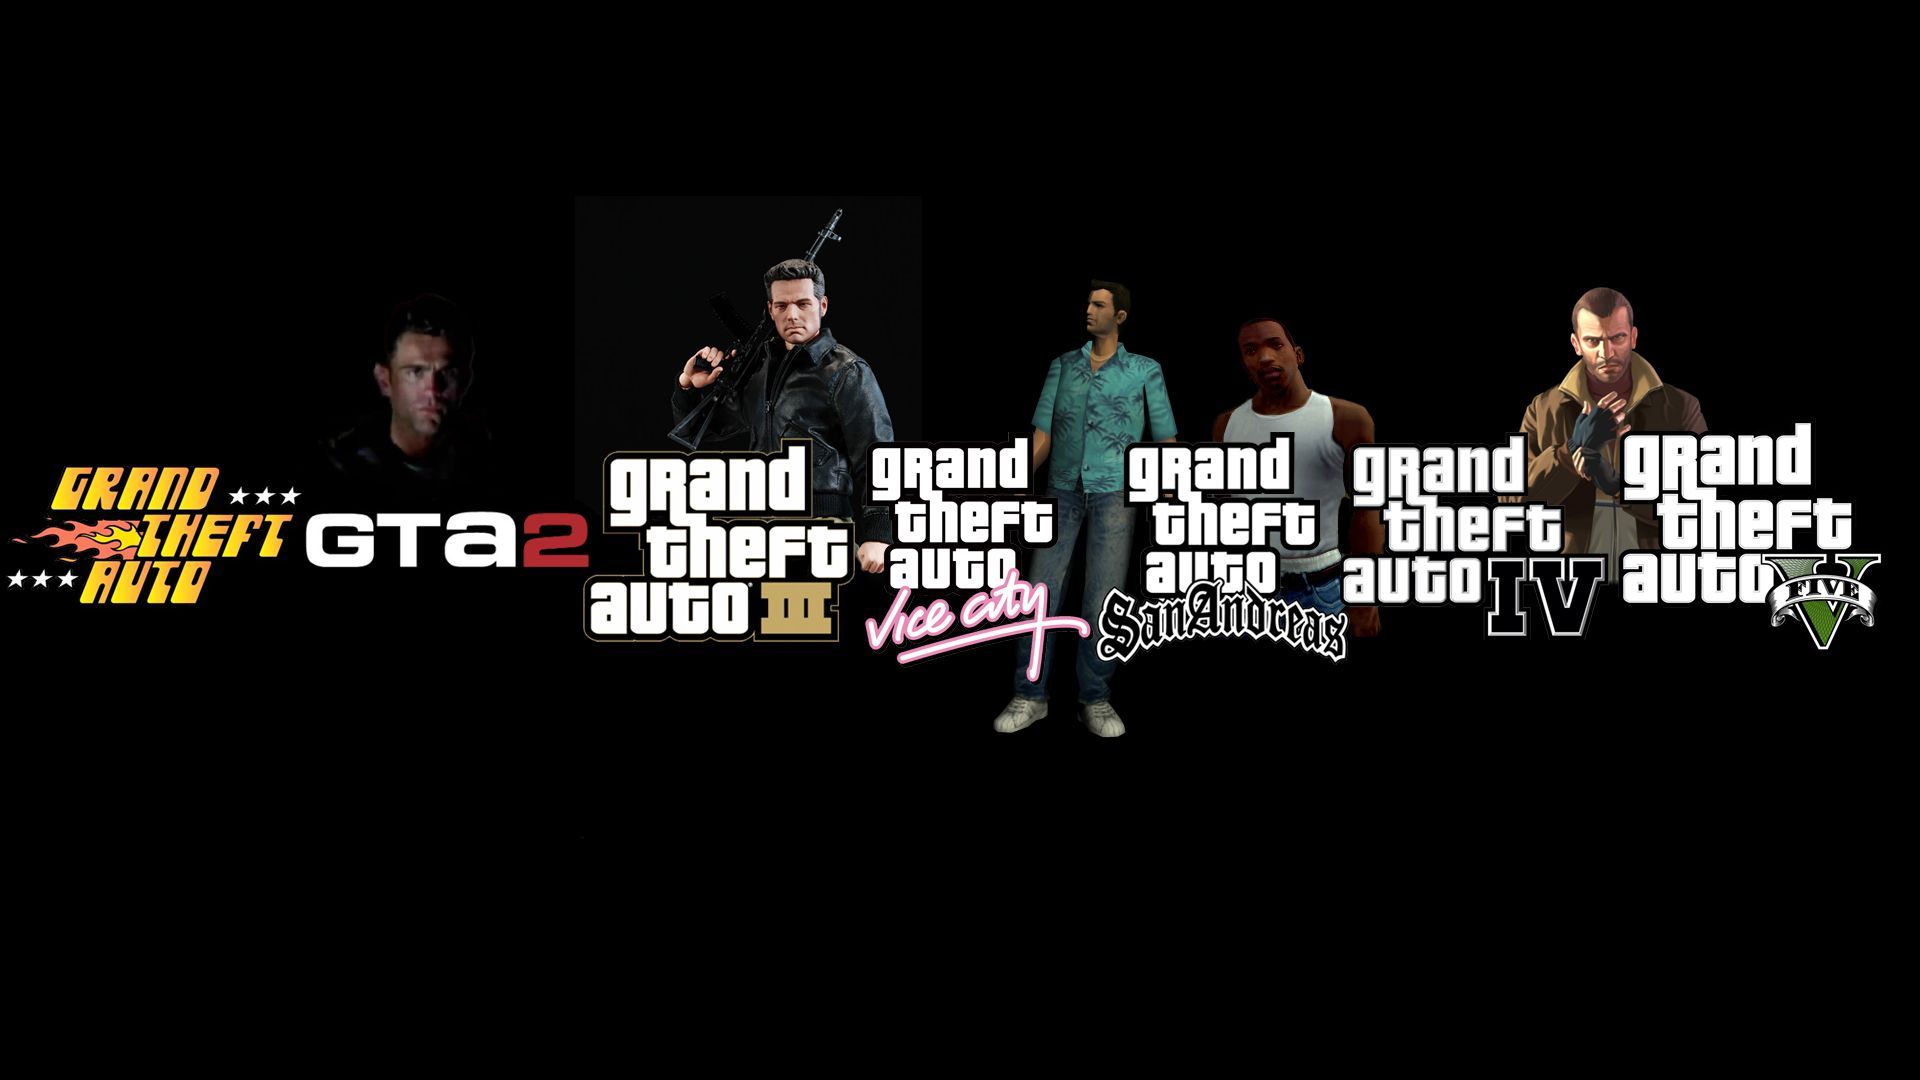 GRAND
THEFT
AUTO
GTa2
grand
theft
auto III
grand
theft
auto
Vice City
grand
theft
auto
San Andreas
grand
theft
auto IV
grand
theft
auto V
FIVE